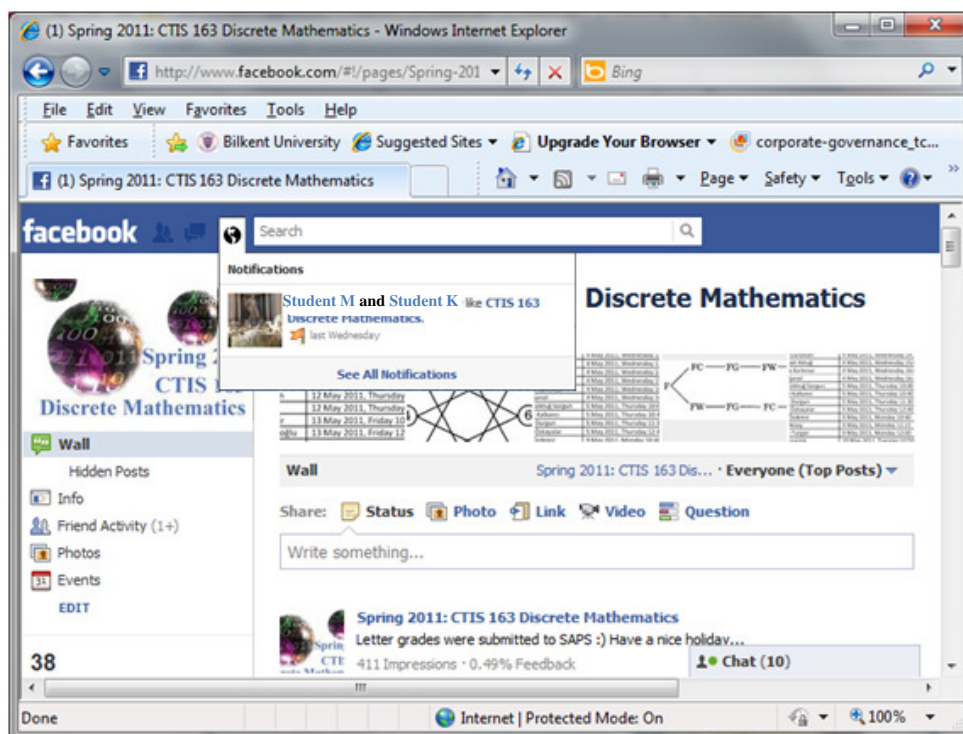 (1) Spring 2011: CTIS 163 Discrete Mathematics - Windows Internet Explorer
http://www.facebook.com/#!/pages/Spring-201
Bing
File Edit View Favorites Tools Help
Favorites Bilkent University Suggested Sites Upgrade Your Browser corporate-governance_tc...
(1) Spring 2011: CTIS 163 Discrete Mathematics Page Safety Tools
facebook Search
Notifications
Student M and Student K like CTIS 163
Discrete Mathematics.
last Wednesday
See All Notifications
Discrete Mathematics
Spring
CTIS
Discrete Mathematics
12 May 2011, Thursday
13 May 2011, Friday 10
13 May 2011, Friday 12
6
F
FC FG FW
FW FG FC
Wall
Hidden Posts
Info
Friend Activity (1+)
Photos
Events
EDIT
38
Wall Spring 2011: CTIS 163 Dis... · Everyone (Top Posts)
Share: Status Photo Link Video Question
Write something...
Spring 2011: CTIS 163 Discrete Mathematics
Letter grades were submitted to SAPS :) Have a nice holiday...
411 Impressions · 0.49% Feedback
Chat (10)
Done Internet | Protected Mode: On 100%